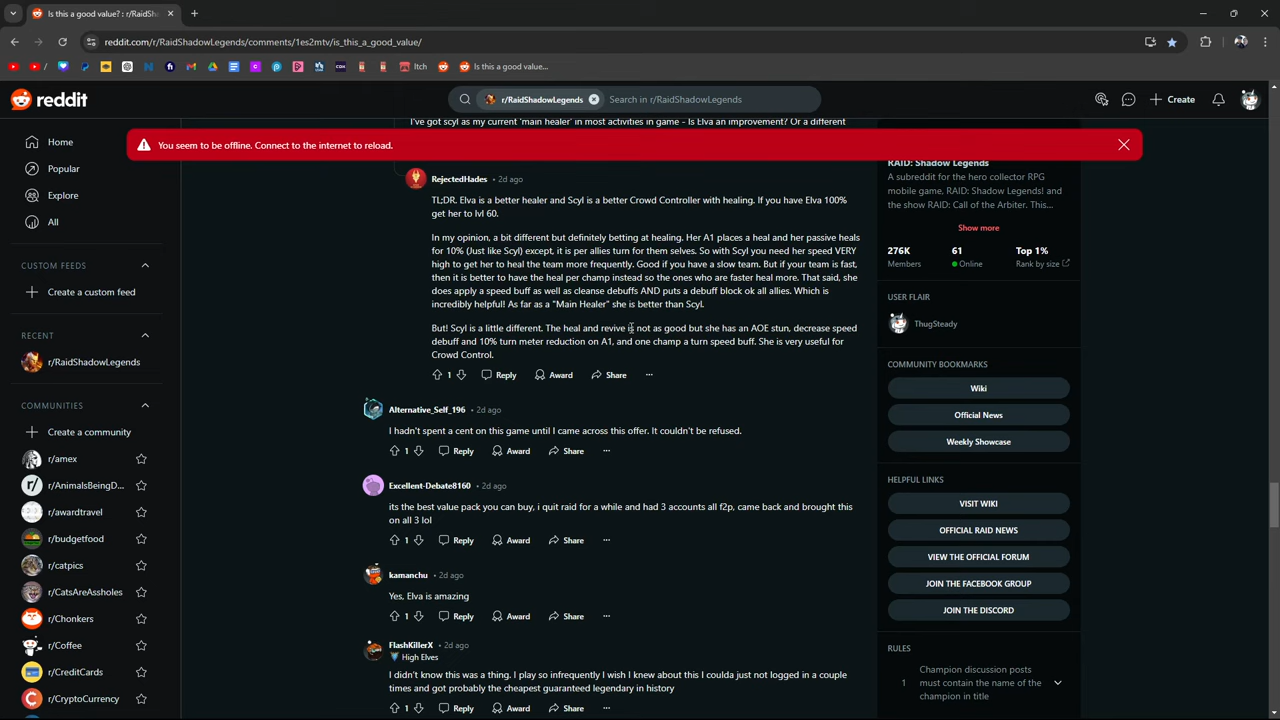 Is this a good value? : r/RaidSha
reddit.com/r/RaidShadowLegends/comments/1es2mtv/is_this_a_good_value/
Itch
Is this a good value...
reddit
r/RaidShadowLegends
Search in r/RaidShadowLegends
Create
I've got scyl as my current 'main healer' in most activities in game - Is Elva an improvement? Or a different
You seem to be offline. Connect to the internet to reload.
Home
Popular
Explore
All
CUSTOM FEEDS
Create a custom feed
RECENT
r/RaidShadowLegends
COMMUNITIES
Create a community
r/amex
r/AnimalsBeingD...
r/awardtravel
r/budgetfood
r/catpics
r/CatsAreAssholes
r/Chonkers
r/Coffee
r/CreditCards
r/CryptoCurrency
RejectedHades • 2d ago
TL;DR. Elva is a better healer and Scyl is a better Crowd Controller with healing. If you have Elva 100%
get her to lvl 60.
In my opinion, a bit different but definitely betting at healing. Her A1 places a heal and her passive heals
for 10% (Just like Scyl) except, it is per allies turn for them selves. So with Scyl you need her speed VERY
high to get her to heal the team more frequently. Good if you have a slow team. But if your team is fast,
then it is better to have the heal per champ instead so the ones who are faster heal more. That said, she
does apply a speed buff as well as cleanse debuffs AND puts a debuff block ok all allies. Which is
incredibly helpful! As far as a "Main Healer" she is better than Scyl.
But! Scyl is a little different. The heal and revive is not as good but she has an AOE stun, decrease speed
debuff and 10% turn meter reduction on A1, and one champ a turn speed buff. She is very useful for
Crowd Control.
1 Reply Award Share
Alternative_Self_196 • 2d ago
I hadn't spent a cent on this game until I came across this offer. It couldn't be refused.
1 Reply Award Share
Excellent-Debate8160 • 2d ago
its the best value pack you can buy, i quit raid for a while and had 3 accounts all f2p, came back and brought this
on all 3 lol
1 Reply Award Share
kamanchu • 2d ago
Yes, Elva is amazing
1 Reply Award Share
FlashKillerX • 2d ago
High Elves
I didn't know this was a thing. I play so infrequently I wish I knew about this I coulda just not logged in a couple
times and got probably the cheapest guaranteed legendary in history
1 Reply Award Share
RAID: Shadow Legends
A subreddit for the hero collector RPG
mobile game, RAID: Shadow Legends! and
the show RAID: Call of the Arbiter. This...
Show more
276K 61 Top 1%
Members Online Rank by size
USER FLAIR
ThugSteady
COMMUNITY BOOKMARKS
Wiki
Official News
Weekly Showcase
HELPFUL LINKS
VISIT WIKI
OFFICIAL RAID NEWS
VIEW THE OFFICIAL FORUM
JOIN THE FACEBOOK GROUP
JOIN THE DISCORD
RULES
1 Champion discussion posts
must contain the name of the
champion in title